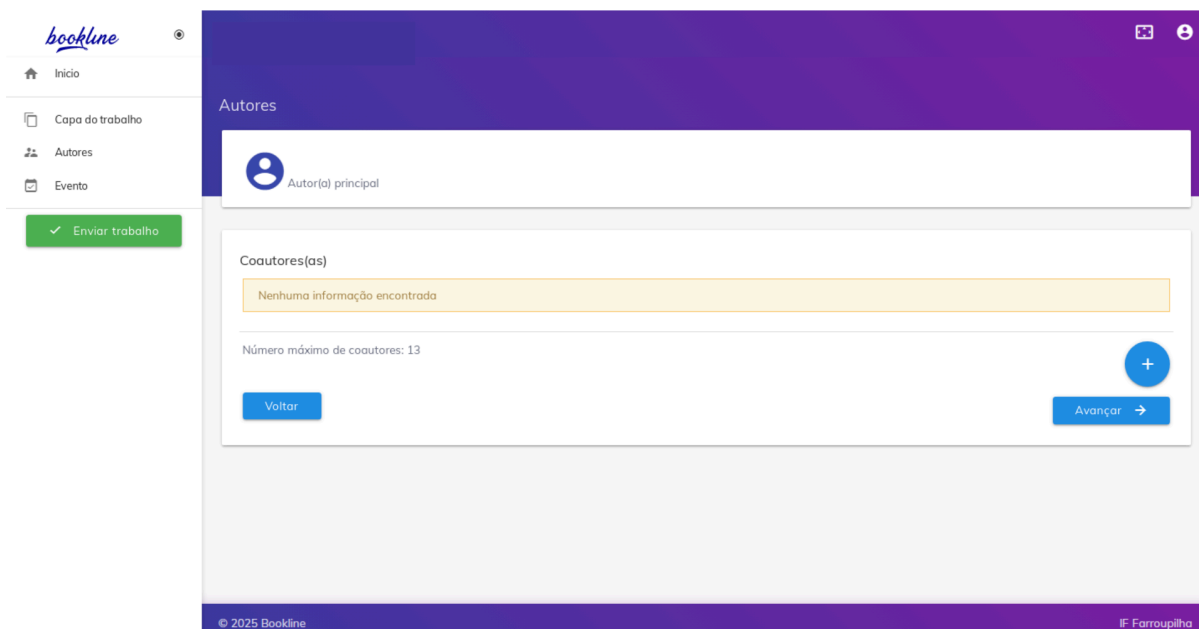 bookline
Inicio
Capa do trabalho
Autores
Evento
Enviar trabalho
Autores
Autor(a) principal
Coautores(as)
Nenhuma informação encontrada
Número máximo de coautores: 13
Voltar
Avançar
© 2025 Bookline
IF Farroupilha